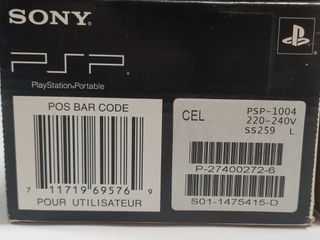 SONY
PSP
PlayStation®Portable
POS BAR CODE
7 11719 69576 9
POUR UTILISATEUR
CEL
PSP-1004
220-240V
SS259 L
P-27400272-6
S01-1475415-D